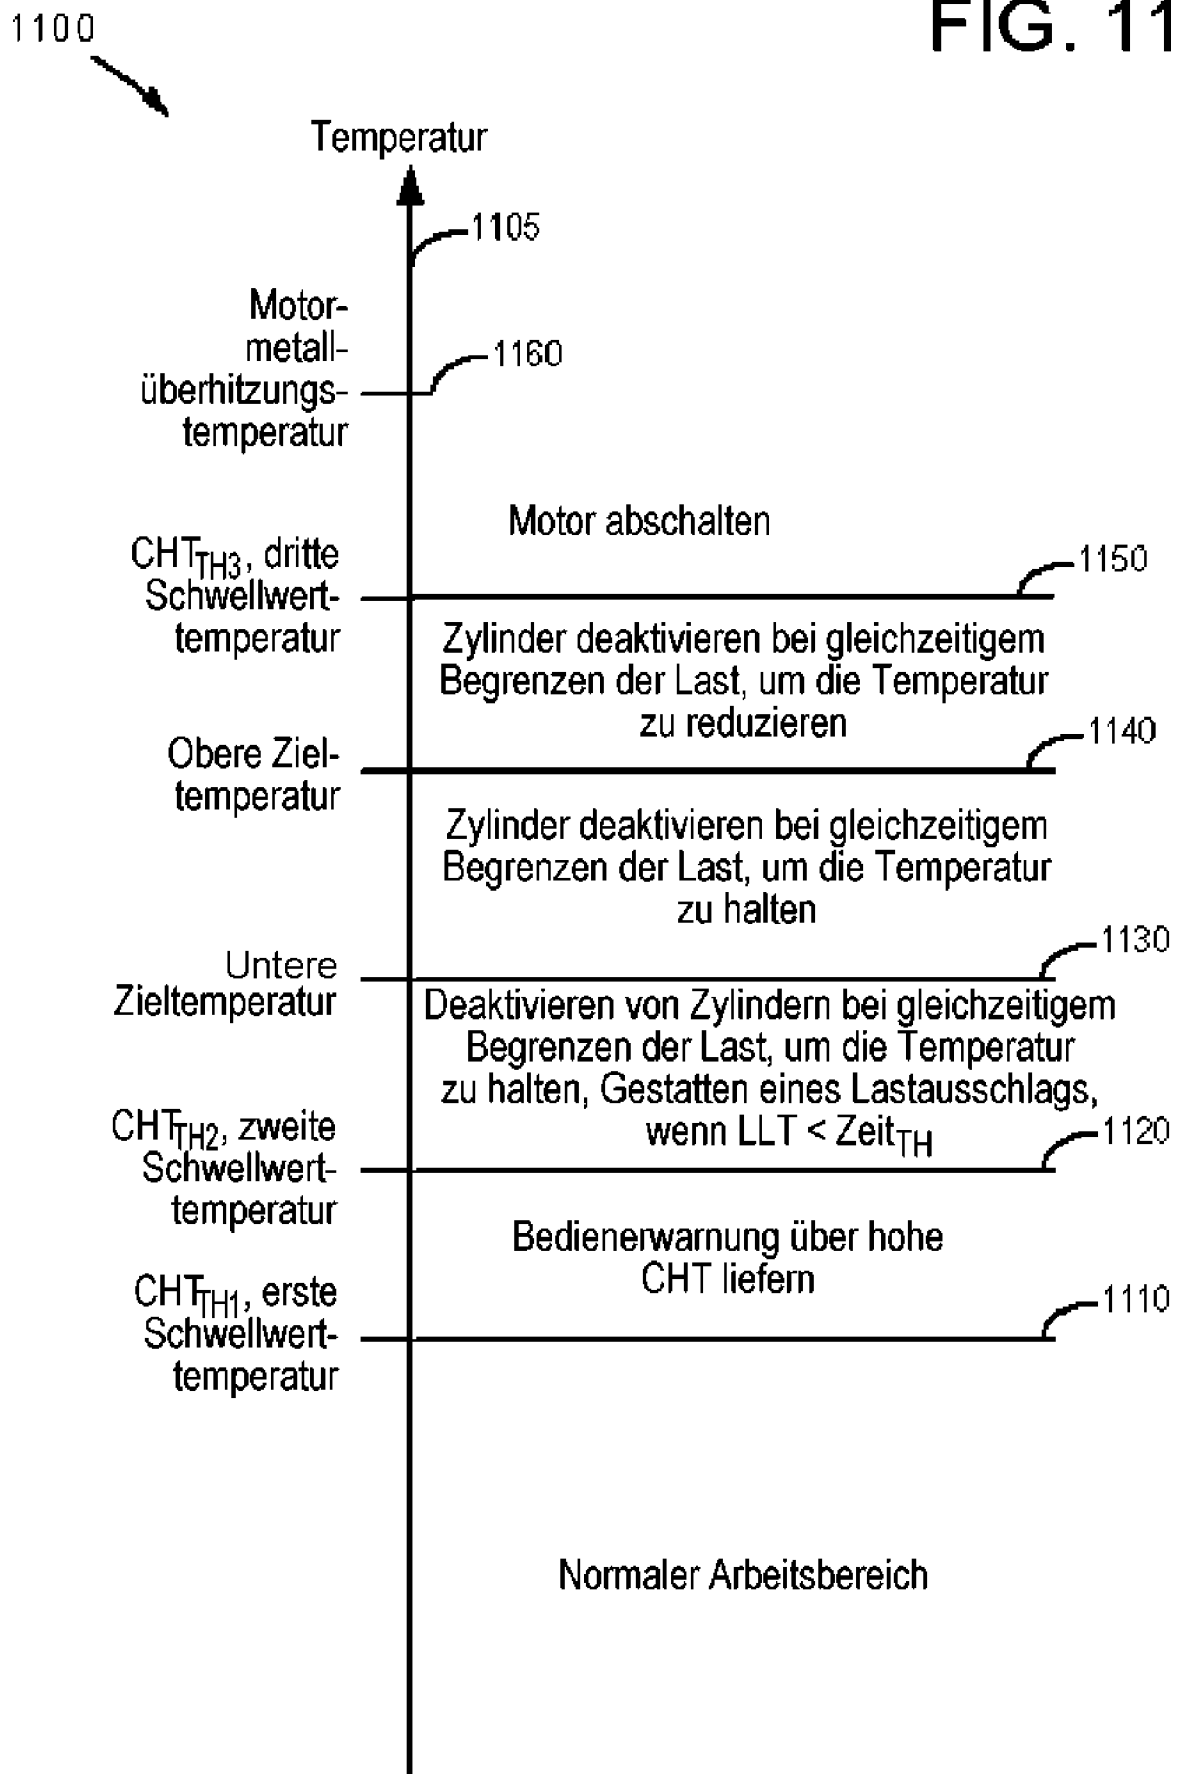 1100
FIG. 11
Temperatur
1105
Motor-
metall-
überhitzungs-
temperatur
1160
Motor abschalten
CHT_TH3, dritte
Schwellwert-
temperatur
1150
Zylinder deaktivieren bei gleichzeitigem
Begrenzen der Last, um die Temperatur
zu reduzieren
Obere Ziel-
temperatur
1140
Zylinder deaktivieren bei gleichzeitigem
Begrenzen der Last, um die Temperatur
zu halten
Untere
Zieltemperatur
1130
Deaktivieren von Zylindern bei gleichzeitigem
Begrenzen der Last, um die Temperatur
zu halten, Gestatten eines Lastausschlags,
wenn LLT < Zeit_TH
CHT_TH2, zweite
Schwellwert-
temperatur
1120
Bedienerwarnung über hohe
CHT liefern
CHT_TH1, erste
Schwellwert-
temperatur
1110
Normaler Arbeitsbereich